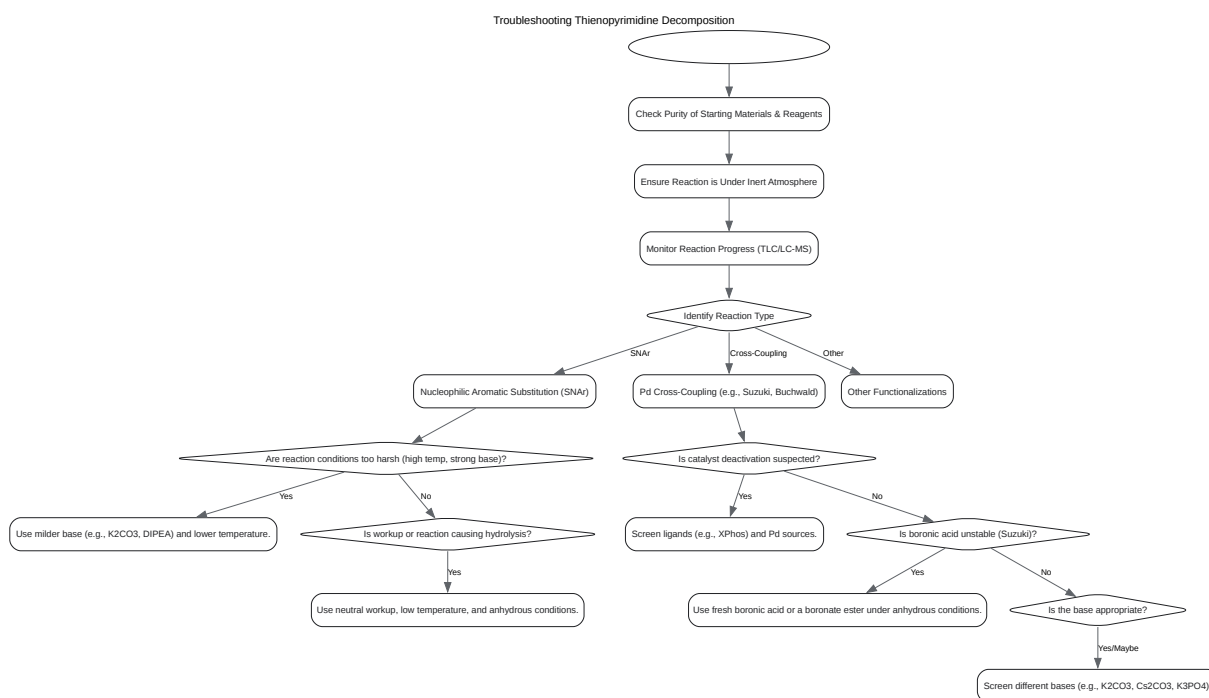 Troubleshooting Thienopyrimidine Decomposition
Check Purity of Starting Materials & Reagents
Ensure Reaction is Under Inert Atmosphere
Monitor Reaction Progress (TLC/LC-MS)
Identify Reaction Type
SNAr
Cross-Coupling
Other
Nucleophilic Aromatic Substitution (SNAr)
Pd Cross-Coupling (e.g., Suzuki, Buchwald)
Other Functionalizations
Are reaction conditions too harsh (high temp, strong base)?
Is catalyst deactivation suspected?
Yes
No
Yes
No
Use milder base (e.g., K2CO3, DIPEA) and lower temperature.
Is workup or reaction causing hydrolysis?
Screen ligands (e.g., XPhos) and Pd sources.
Is boronic acid unstable (Suzuki)?
Yes
Yes
No
Use neutral workup, low temperature, and anhydrous conditions.
Use fresh boronic acid or a boronate ester under anhydrous conditions.
Is the base appropriate?
Yes/Maybe
Screen different bases (e.g., K2CO3, Cs2CO3, K3PO4)